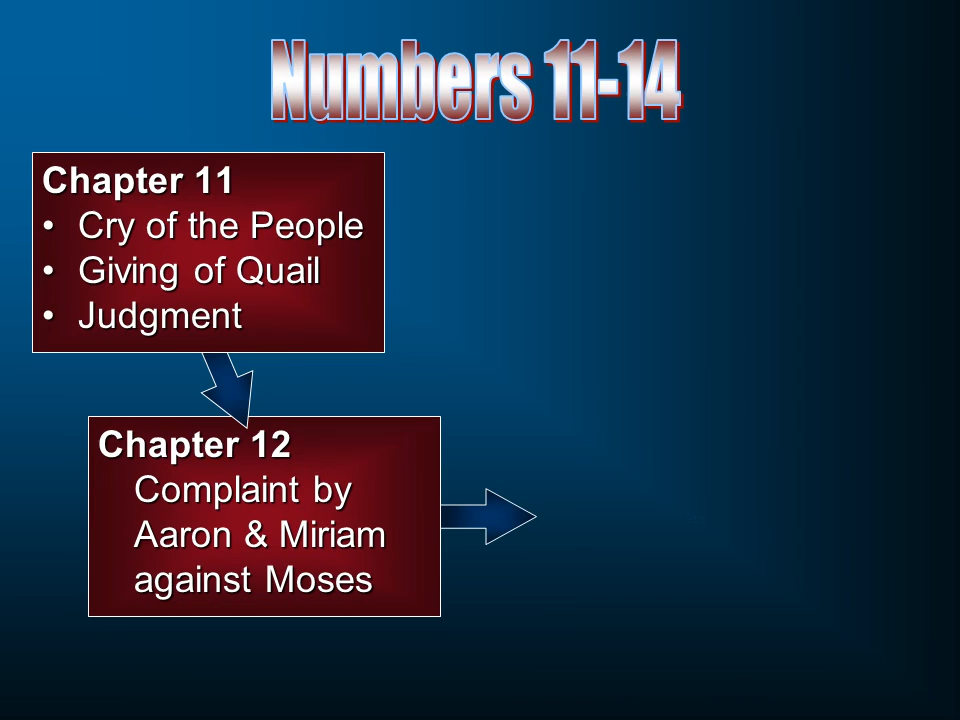 Numbers 11-14
Chapter 11
• Cry of the People
• Giving of Quail
• Judgment
Chapter 12
Complaint by
Aaron & Miriam
against Moses